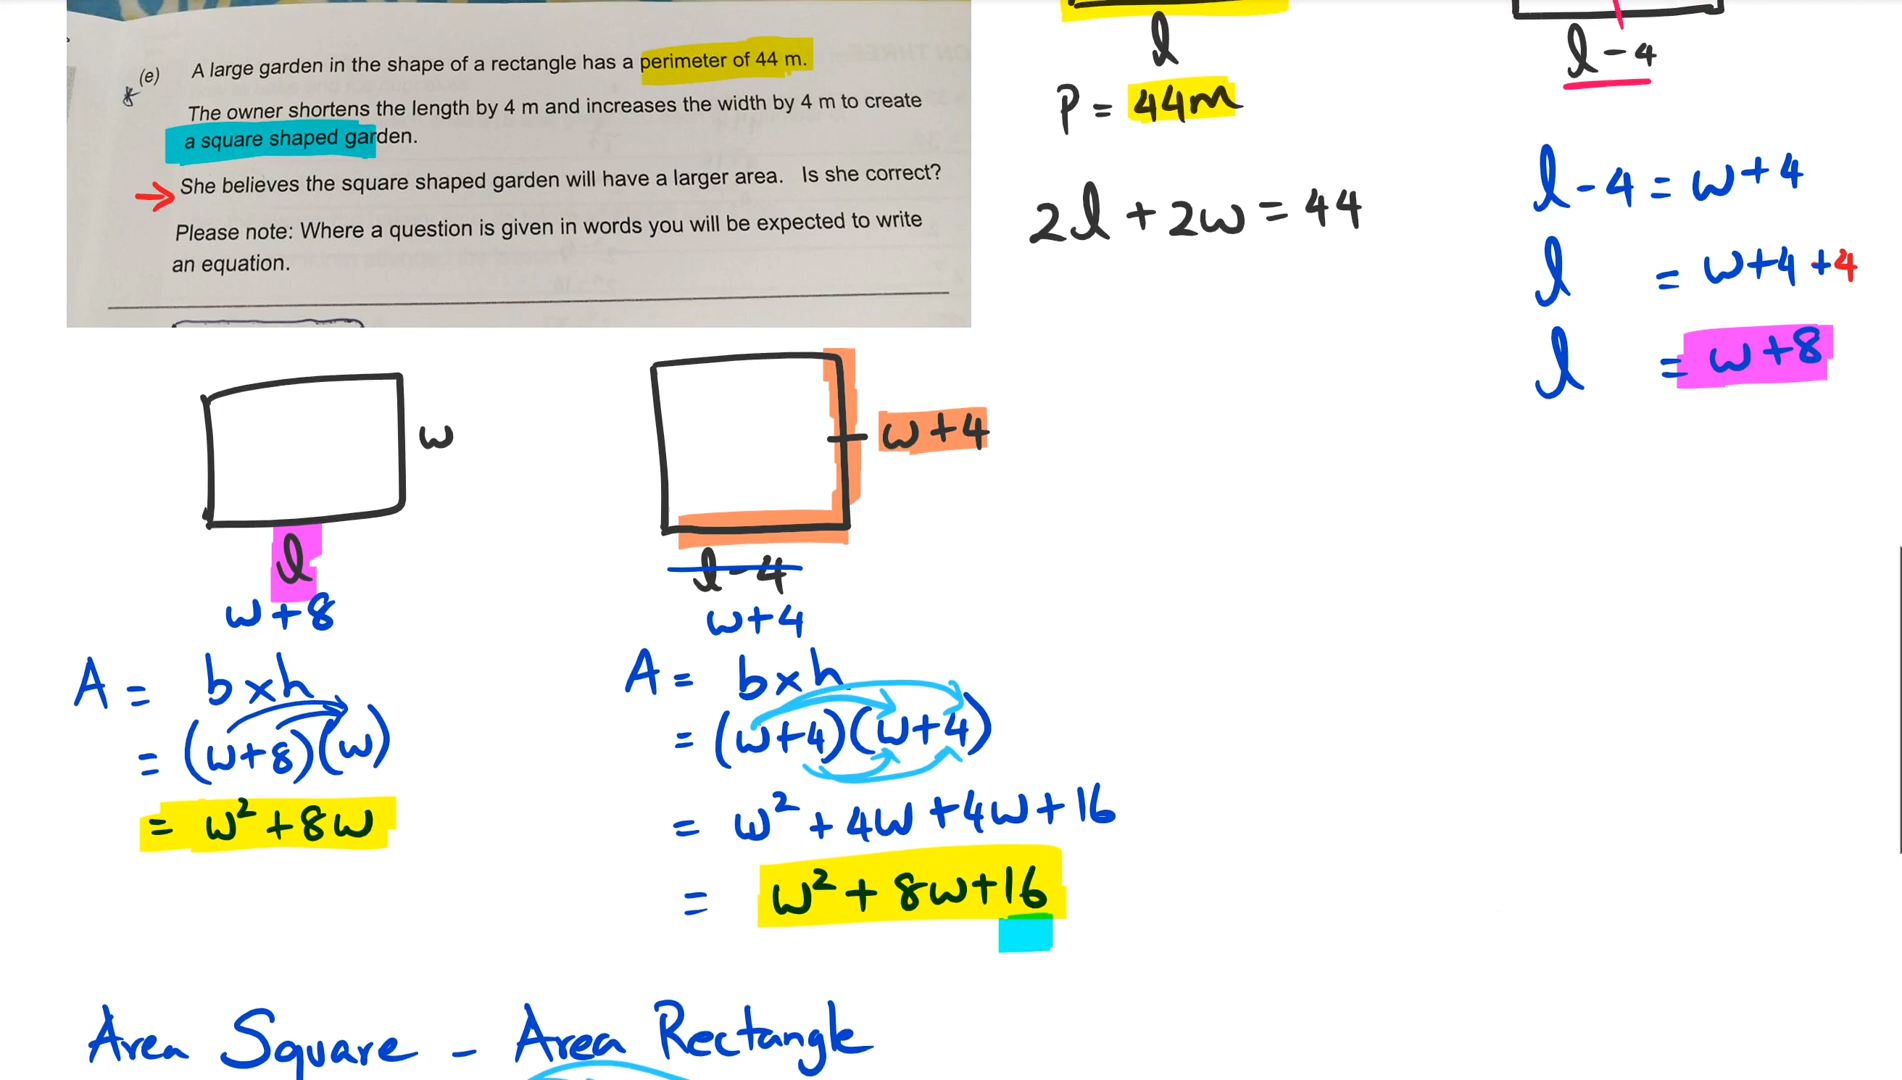 (e) A large garden in the shape of a rectangle has a perimeter of 44 m.
The owner shortens the length by 4 m and increases the width by 4 m to create
a square shaped garden.
She believes the square shaped garden will have a larger area. Is she correct?
Please note: Where a question is given in words you will be expected to write
an equation.
l
P = 44m
2l + 2w = 44
l - 4
l - 4 = w + 4
l = w + 4 + 4
l = w + 8
w
l
w + 8
A = b x h
= (w + 8)(w)
= w² + 8w
w + 4
l - 4
w + 4
A = b x h
= (w + 4)(w + 4)
= w² + 4w + 4w + 16
= w² + 8w + 16
Area Square - Area Rectangle